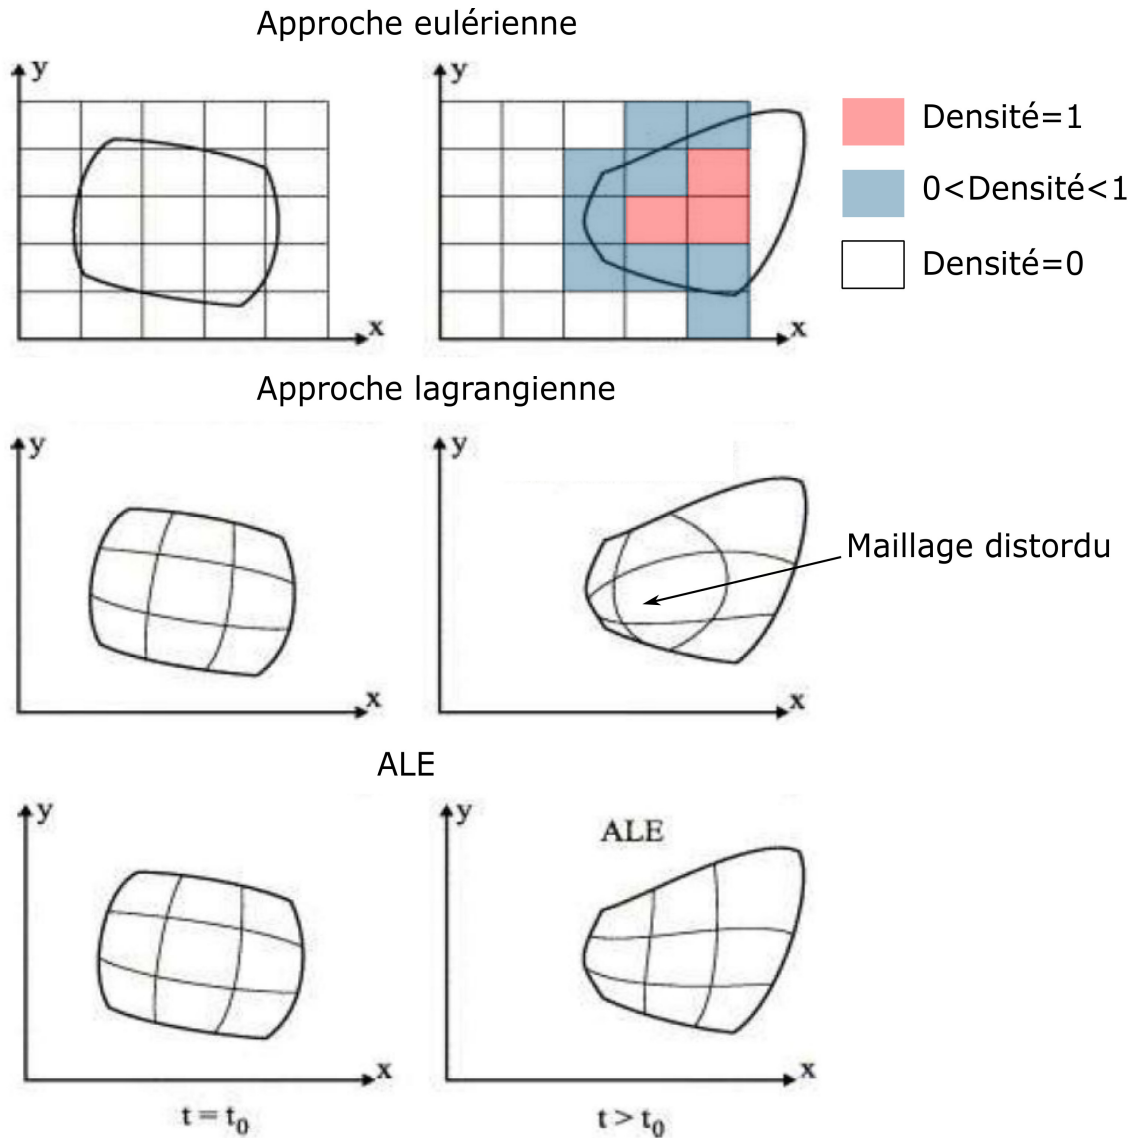 Approche eulérienne
y
x
y
x
Densité=1
0<Densité<1
Densité=0
Approche lagrangienne
y
x
y
x
Maillage distordu
ALE
y
x
y
ALE
x
t = t₀
t > t₀